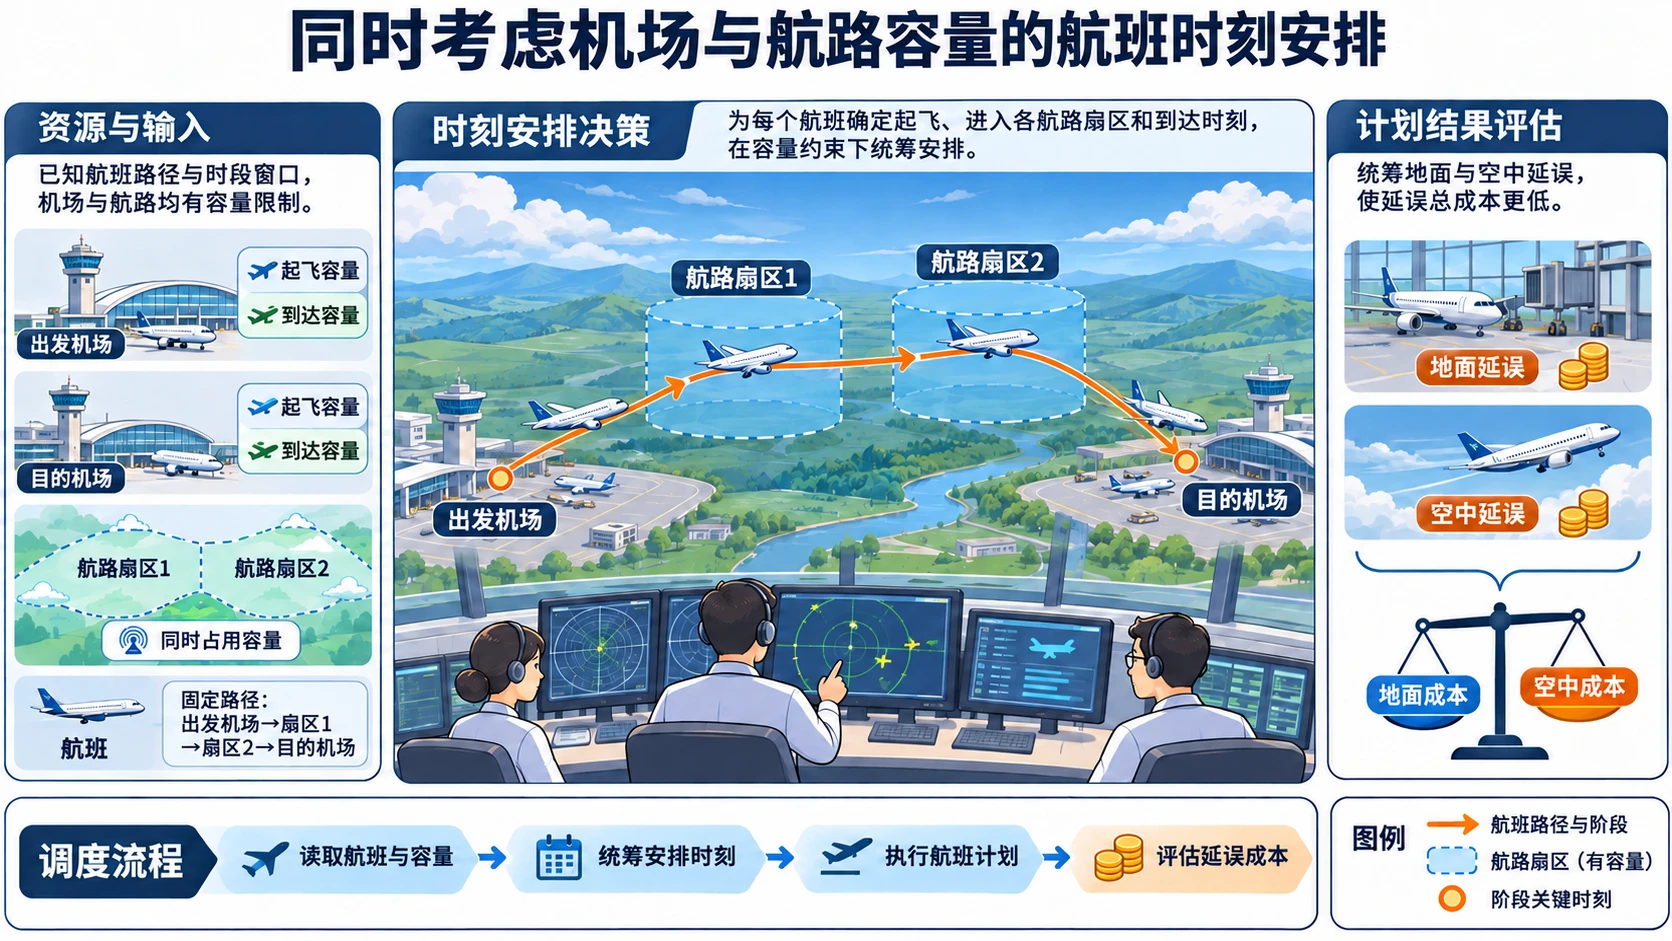 同时考虑机场与航路容量的航班时刻安排
资源与输入
已知航班路径与时段窗口，
机场与航路均有容量限制。
起飞容量
到达容量
出发机场
起飞容量
到达容量
目的机场
航路扇区1
航路扇区2
同时占用容量
航班
固定路径：
出发机场→扇区1
→扇区2→目的机场
时刻安排决策
为每个航班确定起飞、进入各航路扇区和到达时刻，
在容量约束下统筹安排。
航路扇区1
航路扇区2
出发机场
目的机场
计划结果评估
统筹地面与空中延误，
使延误总成本更低。
地面延误
空中延误
地面成本
空中成本
调度流程
读取航班与容量
统筹安排时刻
执行航班计划
评估延误成本
图例
航班路径与阶段
航路扇区（有容量）
阶段关键时刻